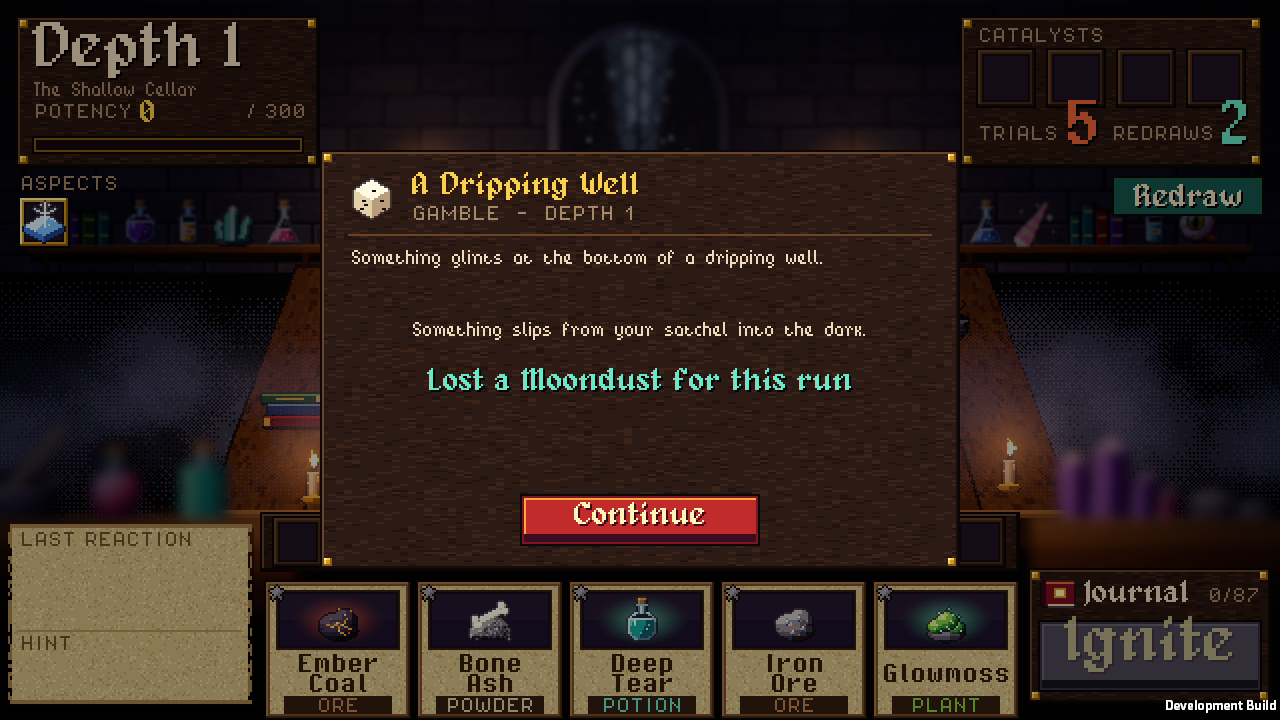 Depth 1
The Shallow Cellar
POTENCY 0 / 300
ASPECTS
CATALYSTS
TRIALS 5 REDRAWS 2
Redraw
A Dripping Well
GAMBLE - DEPTH 1
Something glints at the bottom of a dripping well.
Something slips from your satchel into the dark.
Lost a Moondust for this run
Continue
LAST REACTION
HINT
Ember
Coal
ORE
Bone
Ash
POWDER
Deep
Tear
POTION
Iron
Ore
ORE
Glowmoss
PLANT
Journal 0/87
Ignite
Development Build